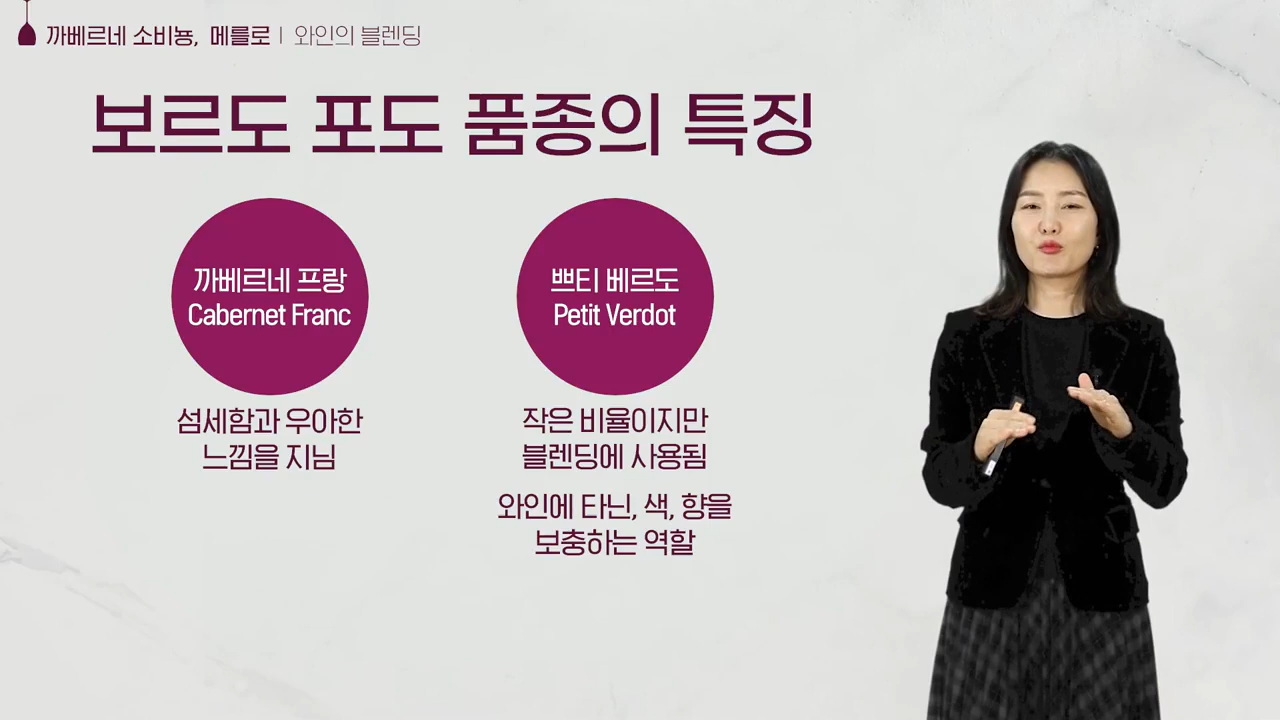 까베르네 소비뇽, 메를로 | 와인의 블렌딩
보르도 포도 품종의 특징
까베르네 프랑
Cabernet Franc
섬세함과 우아한
느낌을 지님
쁘티 베르도
Petit Verdot
작은 비율이지만
블렌딩에 사용됨
와인에 타닌, 색, 향을
보충하는 역할